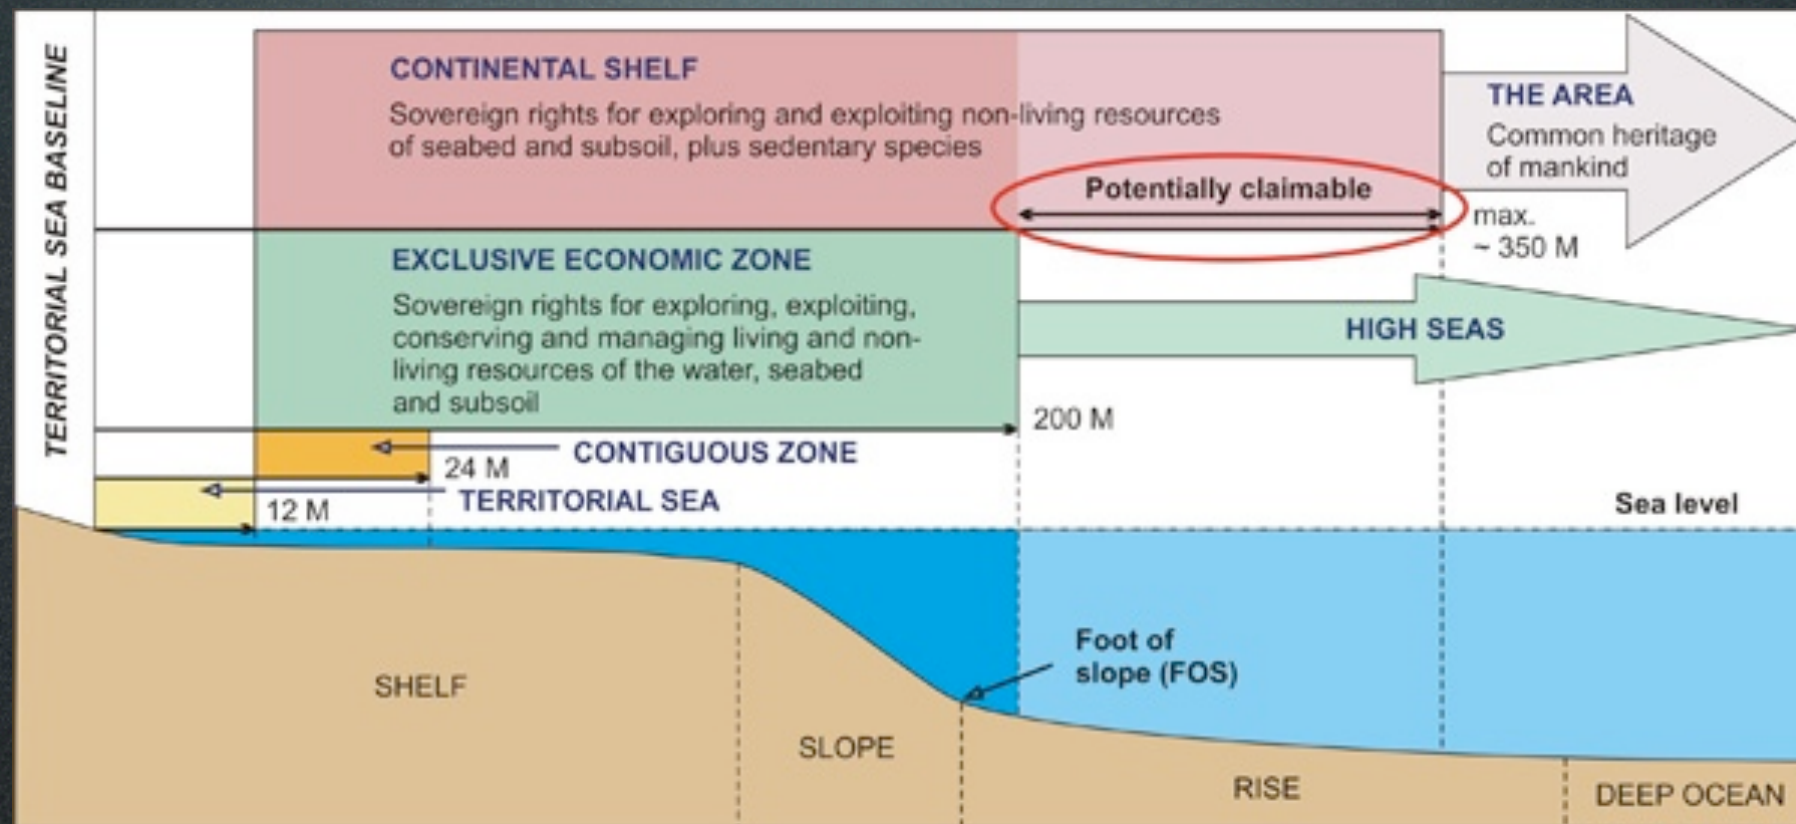 TERRITORIAL SEA BASELINE
CONTINENTAL SHELF
Sovereign rights for exploring and exploiting non-living resources
of seabed and subsoil, plus sedentary species
Potentially claimable
THE AREA
Common heritage
of mankind
max.
~ 350 M
EXCLUSIVE ECONOMIC ZONE
Sovereign rights for exploring, exploiting,
conserving and managing living and non-
living resources of the water, seabed
and subsoil
HIGH SEAS
200 M
CONTIGUOUS ZONE
24 M
TERRITORIAL SEA
12 M
Sea level
Foot of
slope (FOS)
SHELF
SLOPE
RISE
DEEP OCEAN